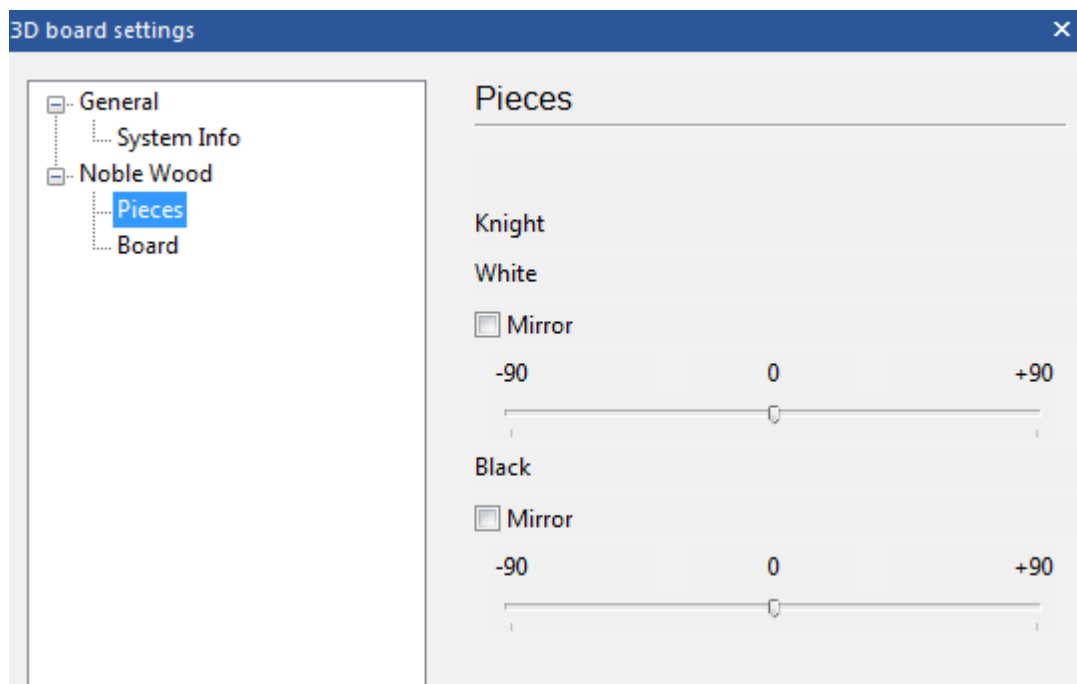 3D board settings
General
System Info
Noble Wood
Pieces
Board
Pieces
Knight
White
Mirror
-90 0 +90
Black
Mirror
-90 0 +90